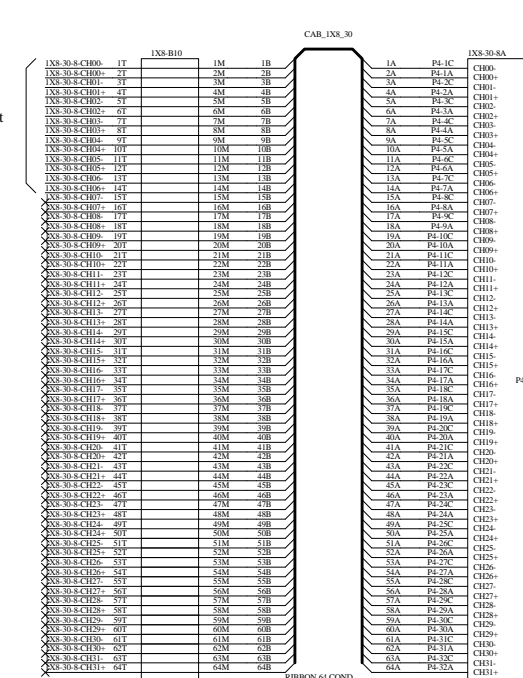 CAB_1X8_30
1X8-B10 1X8-30-8A
1X8-30-8-CH00- 1T 1M 1B 1A P4-1C CH00-
1X8-30-8-CH00+ 2T 2M 2B 2A P4-1A CH00+
1X8-30-8-CH01- 3T 3M 3B 3A P4-2C CH01-
1X8-30-8-CH01+ 4T 4M 4B 4A P4-2A CH01+
1X8-30-8-CH02- 5T 5M 5B 5A P4-3C CH02-
1X8-30-8-CH02+ 6T 6M 6B 6A P4-3A CH02+
t
1X8-30-8-CH03- 7T 7M 7B 7A P4-4C CH03-
1X8-30-8-CH03+ 8T 8M 8B 8A P4-4A CH03+
1X8-30-8-CH04- 9T 9M 9B 9A P4-5C CH04-
1X8-30-8-CH04+ 10T 10M 10B 10A P4-5A CH04+
1X8-30-8-CH05- 11T 11M 11B 11A P4-6C CH05-
1X8-30-8-CH05+ 12T 12M 12B 12A P4-6A CH05+
1X8-30-8-CH06- 13T 13M 13B 13A P4-7C CH06-
1X8-30-8-CH06+ 14T 14M 14B 14A P4-7A CH06+
1X8-30-8-CH07- 15T 15M 15B 15A P4-8C CH07-
1X8-30-8-CH07+ 16T 16M 16B 16A P4-8A CH07+
1X8-30-8-CH08- 17T 17M 17B 17A P4-9C CH08-
1X8-30-8-CH08+ 18T 18M 18B 18A P4-9A CH08+
1X8-30-8-CH09- 19T 19M 19B 19A P4-10C CH09-
1X8-30-8-CH09+ 20T 20M 20B 20A P4-10A CH09+
1X8-30-8-CH10- 21T 21M 21B 21A P4-11C CH10-
1X8-30-8-CH10+ 22T 22M 22B 22A P4-11A CH10+
1X8-30-8-CH11- 23T 23M 23B 23A P4-12C CH11-
1X8-30-8-CH11+ 24T 24M 24B 24A P4-12A CH11+
1X8-30-8-CH12- 25T 25M 25B 25A P4-13C CH12-
1X8-30-8-CH12+ 26T 26M 26B 26A P4-13A CH12+
1X8-30-8-CH13- 27T 27M 27B 27A P4-14C CH13-
1X8-30-8-CH13+ 28T 28M 28B 28A P4-14A CH13+
1X8-30-8-CH14- 29T 29M 29B 29A P4-15C CH14-
1X8-30-8-CH14+ 30T 30M 30B 30A P4-15A CH14+
1X8-30-8-CH15- 31T 31M 31B 31A P4-16C CH15-
1X8-30-8-CH15+ 32T 32M 32B 32A P4-16A CH15+
1X8-30-8-CH16- 33T 33M 33B 33A P4-17C CH16-
1X8-30-8-CH16+ 34T 34M 34B 34A P4-17A CH16+ P4
1X8-30-8-CH17- 35T 35M 35B 35A P4-18C CH17-
1X8-30-8-CH17+ 36T 36M 36B 36A P4-18A CH17+
1X8-30-8-CH18- 37T 37M 37B 37A P4-19C CH18-
1X8-30-8-CH18+ 38T 38M 38B 38A P4-19A CH18+
1X8-30-8-CH19- 39T 39M 39B 39A P4-20C CH19-
1X8-30-8-CH19+ 40T 40M 40B 40A P4-20A CH19+
1X8-30-8-CH20- 41T 41M 41B 41A P4-21C CH20-
1X8-30-8-CH20+ 42T 42M 42B 42A P4-21A CH20+
1X8-30-8-CH21- 43T 43M 43B 43A P4-22C CH21-
1X8-30-8-CH21+ 44T 44M 44B 44A P4-22A CH21+
1X8-30-8-CH22- 45T 45M 45B 45A P4-23C CH22-
1X8-30-8-CH22+ 46T 46M 46B 46A P4-23A CH22+
1X8-30-8-CH23- 47T 47M 47B 47A P4-24C CH23-
1X8-30-8-CH23+ 48T 48M 48B 48A P4-24A CH23+
1X8-30-8-CH24- 49T 49M 49B 49A P4-25C CH24-
1X8-30-8-CH24+ 50T 50M 50B 50A P4-25A CH24+
1X8-30-8-CH25- 51T 51M 51B 51A P4-26C CH25-
1X8-30-8-CH25+ 52T 52M 52B 52A P4-26A CH25+
1X8-30-8-CH26- 53T 53M 53B 53A P4-27C CH26-
1X8-30-8-CH26+ 54T 54M 54B 54A P4-27A CH26+
1X8-30-8-CH27- 55T 55M 55B 55A P4-28C CH27-
1X8-30-8-CH27+ 56T 56M 56B 56A P4-28A CH27+
1X8-30-8-CH28- 57T 57M 57B 57A P4-29C CH28-
1X8-30-8-CH28+ 58T 58M 58B 58A P4-29A CH28+
1X8-30-8-CH29- 59T 59M 59B 59A P4-30C CH29-
1X8-30-8-CH29+ 60T 60M 60B 60A P4-30A CH29+
1X8-30-8-CH30- 61T 61M 61B 61A P4-31C CH30-
1X8-30-8-CH30+ 62T 62M 62B 62A P4-31A CH30+
1X8-30-8-CH31- 63T 63M 63B 63A P4-32C CH31-
1X8-30-8-CH31+ 64T 64M 64B 64A P4-32A CH31+
RIBBON 64 COND